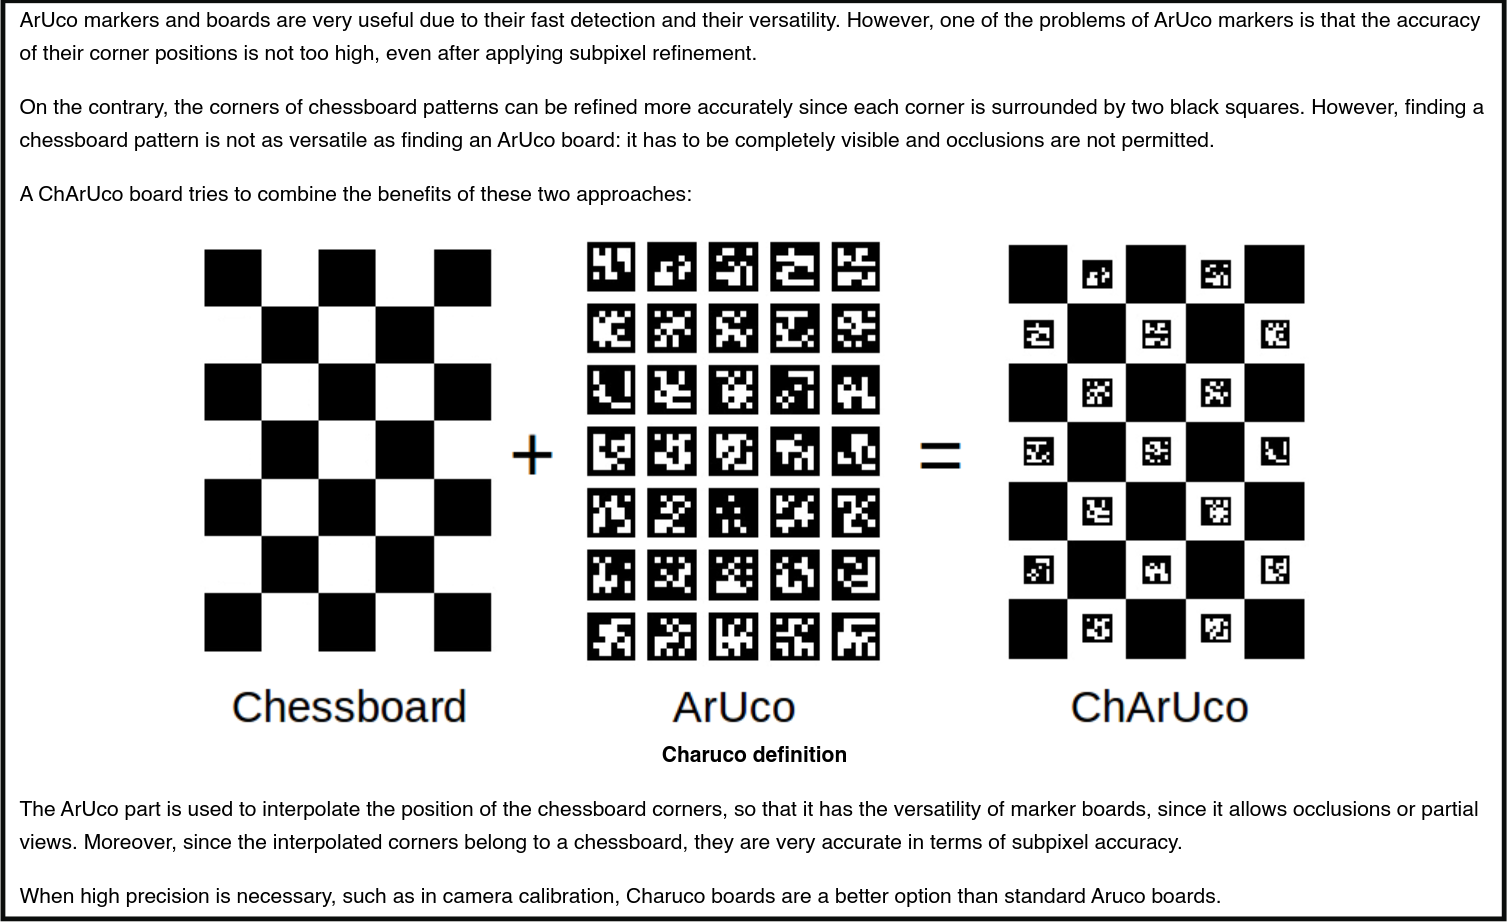 ArUco markers and boards are very useful due to their fast detection and their versatility. However, one of the problems of ArUco markers is that the accuracy
of their corner positions is not too high, even after applying subpixel refinement.
On the contrary, the corners of chessboard patterns can be refined more accurately since each corner is surrounded by two black squares. However, finding a
chessboard pattern is not as versatile as finding an ArUco board: it has to be completely visible and occlusions are not permitted.
A ChArUco board tries to combine the benefits of these two approaches:
+ =
Chessboard ArUco ChArUco
Charuco definition
The ArUco part is used to interpolate the position of the chessboard corners, so that it has the versatility of marker boards, since it allows occlusions or partial
views. Moreover, since the interpolated corners belong to a chessboard, they are very accurate in terms of subpixel accuracy.
When high precision is necessary, such as in camera calibration, Charuco boards are a better option than standard Aruco boards.